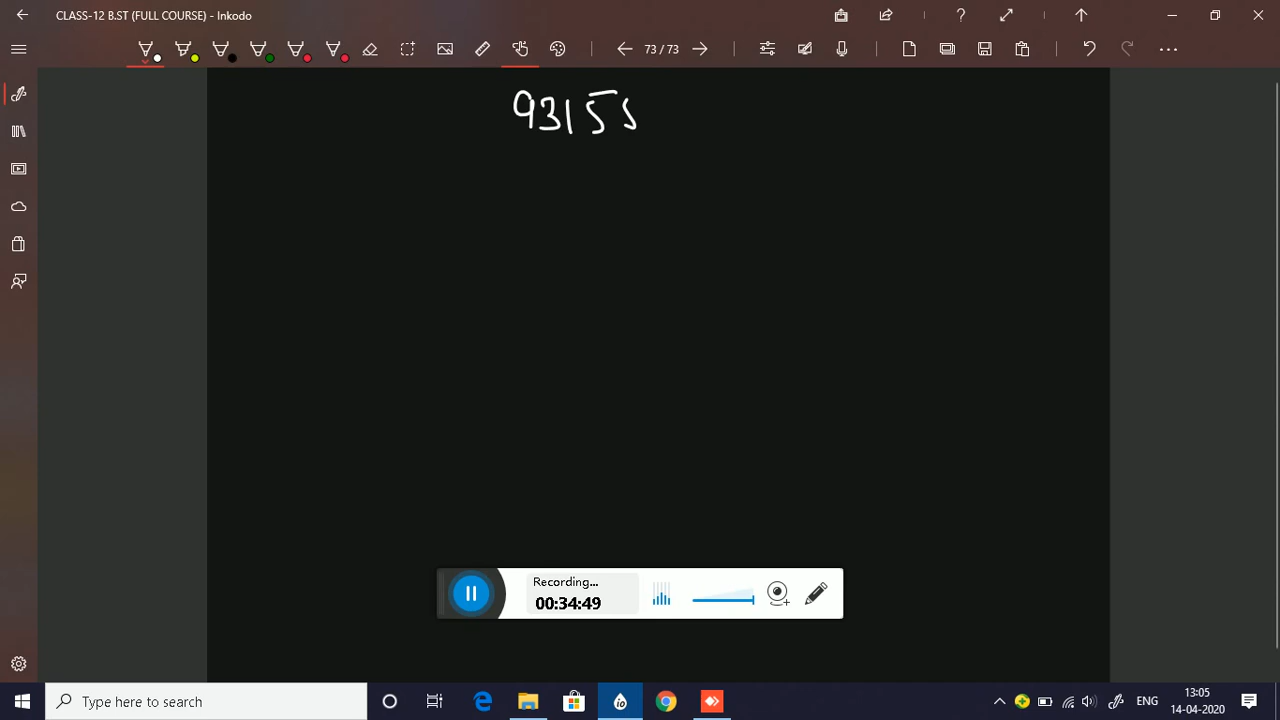 CLASS-12 B.ST (FULL COURSE) - Inkodo
73 / 73
93155
Recording...
00:34:49
Type here to search
ENG
13:05
14-04-2020